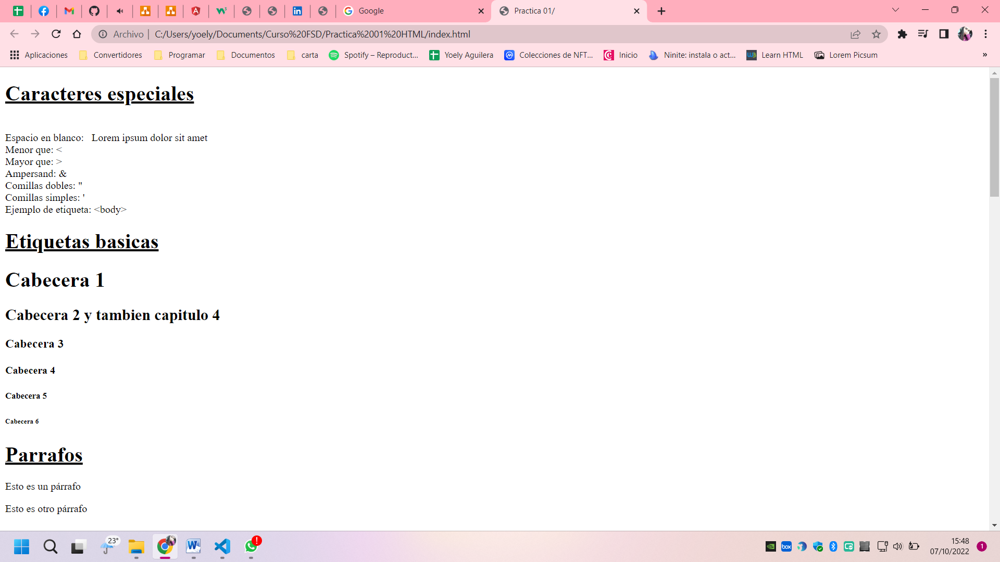 Google
Practica 01/
Archivo | C:/Users/yoely/Documents/Curso%20FSD/Practica%2001%20HTML/index.html
Aplicaciones Convertidores Programar Documentos carta Spotify – Reproduct... Yoely Aguilera Colecciones de NFT... Inicio Ninite: instala o act... Learn HTML Lorem Picsum »
Caracteres especiales
Espacio en blanco:   Lorem ipsum dolor sit amet
Menor que: <
Mayor que: >
Ampersand: &
Comillas dobles: "
Comillas simples: '
Ejemplo de etiqueta: <body>
Etiquetas basicas
Cabecera 1
Cabecera 2 y tambien capitulo 4
Cabecera 3
Cabecera 4
Cabecera 5
Cabecera 6
Parrafos
Esto es un párrafo
Esto es otro párrafo
23°
box
15:48
07/10/2022
1